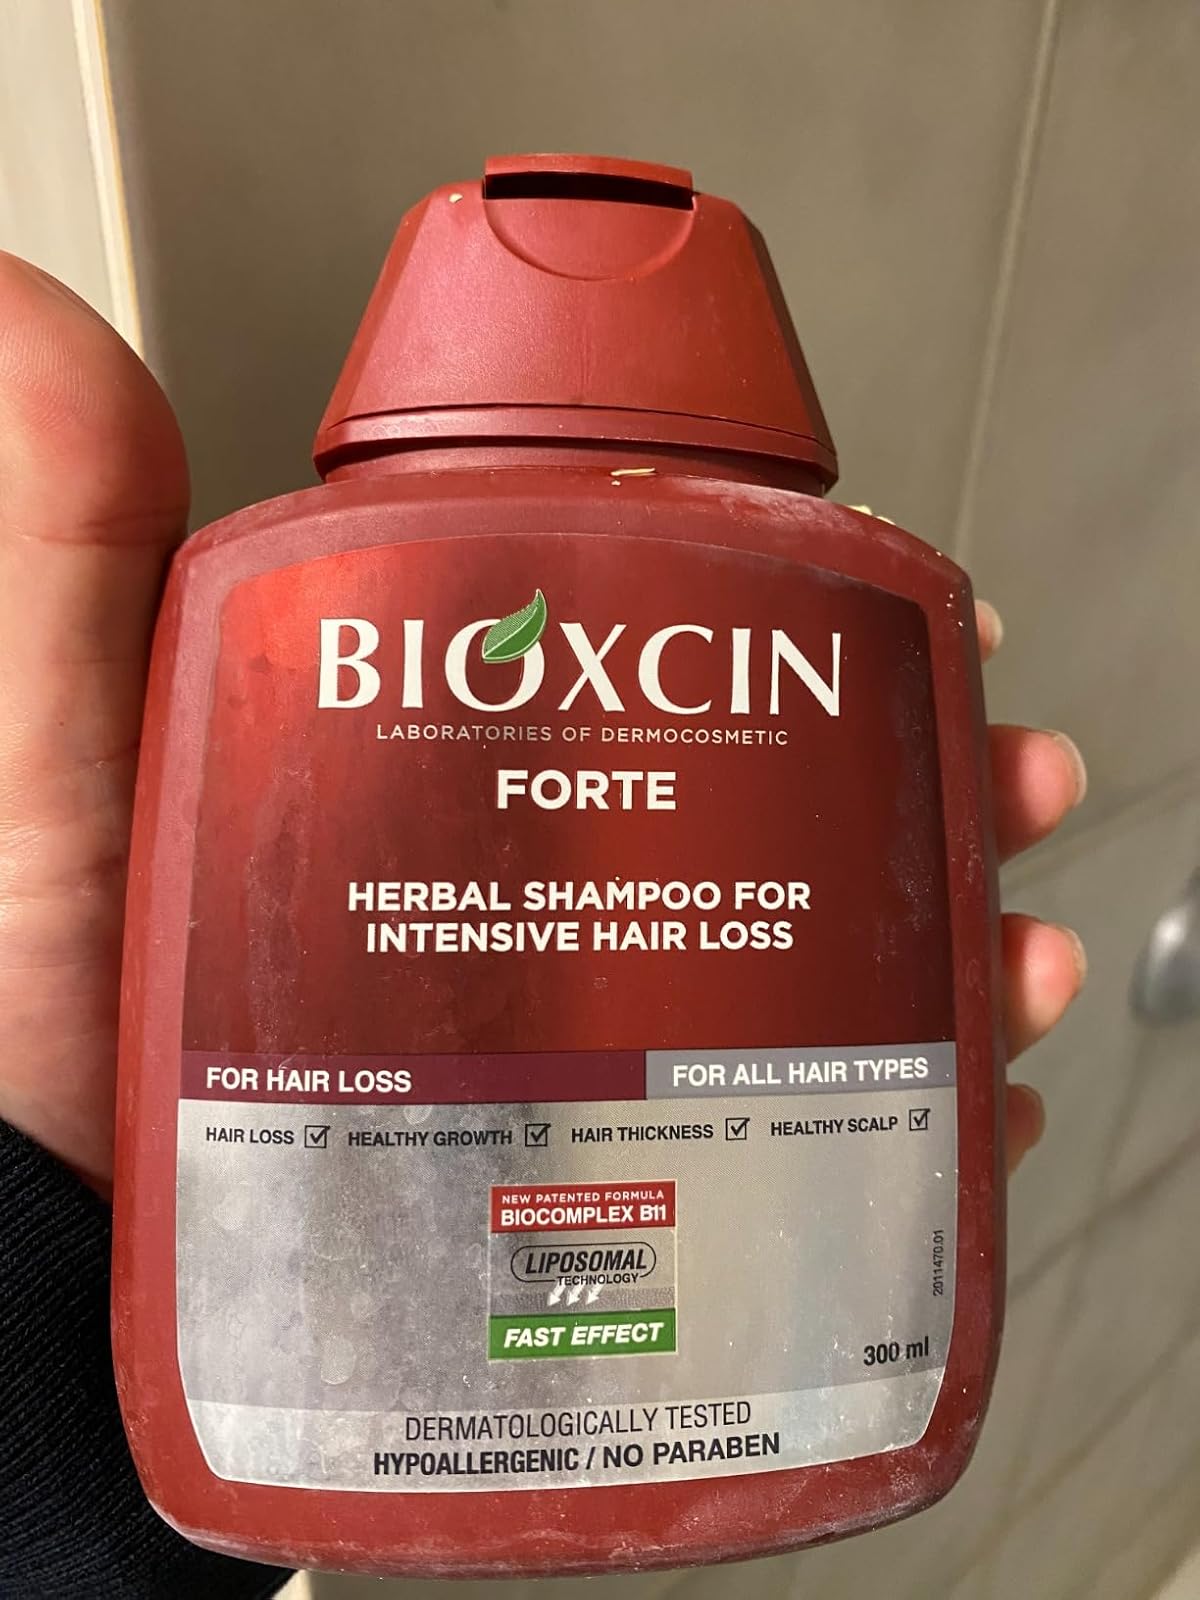 BIOXCIN
LABORATORIES OF DERMOCOSMETIC
FORTE
HERBAL SHAMPOO FOR
INTENSIVE HAIR LOSS
FOR HAIR LOSS
FOR ALL HAIR TYPES
HAIR LOSS ☑ HEALTHY GROWTH ☑ HAIR THICKNESS ☑ HEALTHY SCALP ☑
NEW PATENTED FORMULA
BIOCOMPLEX B11
LIPOSOMAL
TECHNOLOGY
FAST EFFECT
2011470.01
300 ml
DERMATOLOGICALLY TESTED
HYPOALLERGENIC / NO PARABEN